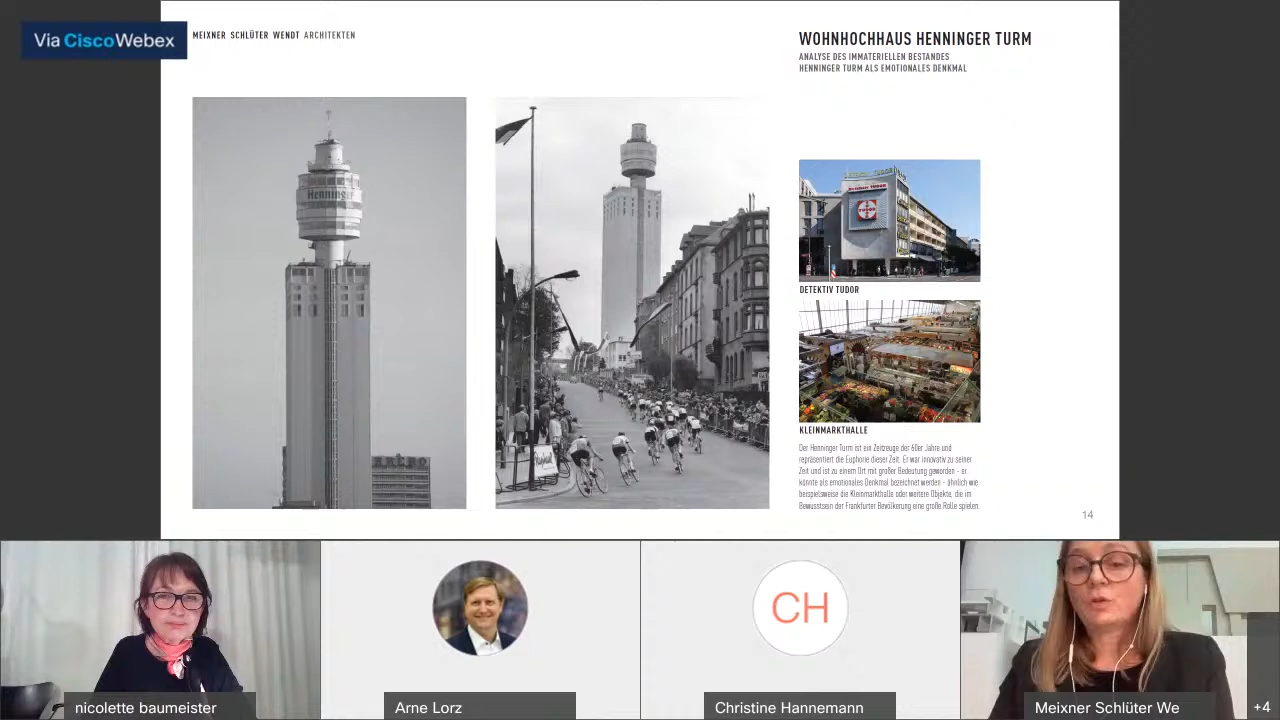 Via Cisco Webex
MEIXNER SCHLÜTER WENDT ARCHITEKTEN
WOHNHOCHHAUS HENNINGER TURM
ANALYSE DES IMMATERIELLEN BESTANDES
HENNINGER TURM ALS EMOTIONALES DENKMAL
Henninger
TUDOR
DETEKTIV TUDOR
KLEINMARKTHALLE
Der Henninger Turm ist ein Zeitzeuge der 60er Jahre und
repräsentiert die Euphorie dieser Zeit. Er war innovativ zu seiner
Zeit und ist zu einem Ort mit großer Bedeutung geworden - er
könnte als emotionales Denkmal bezeichnet werden - ähnlich wie
beispielsweise die Kleinmarkthalle oder weitere Objekte, die im
Bewusstsein der Frankfurter Bevölkerung eine große Rolle spielen.
14
CH
nicolette baumeister
Arne Lorz
Christine Hannemann
Meixner Schlüter We
+4